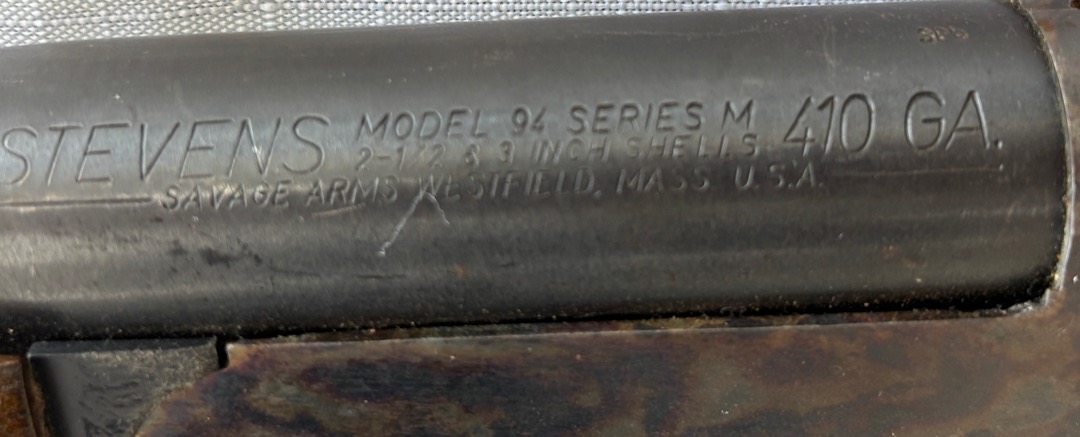 STEVENS MODEL 94 SERIES M 410 GA.
2-1/2 & 3 INCH SHELLS
SAVAGE ARMS WESTFIELD, MASS. U.S.A.